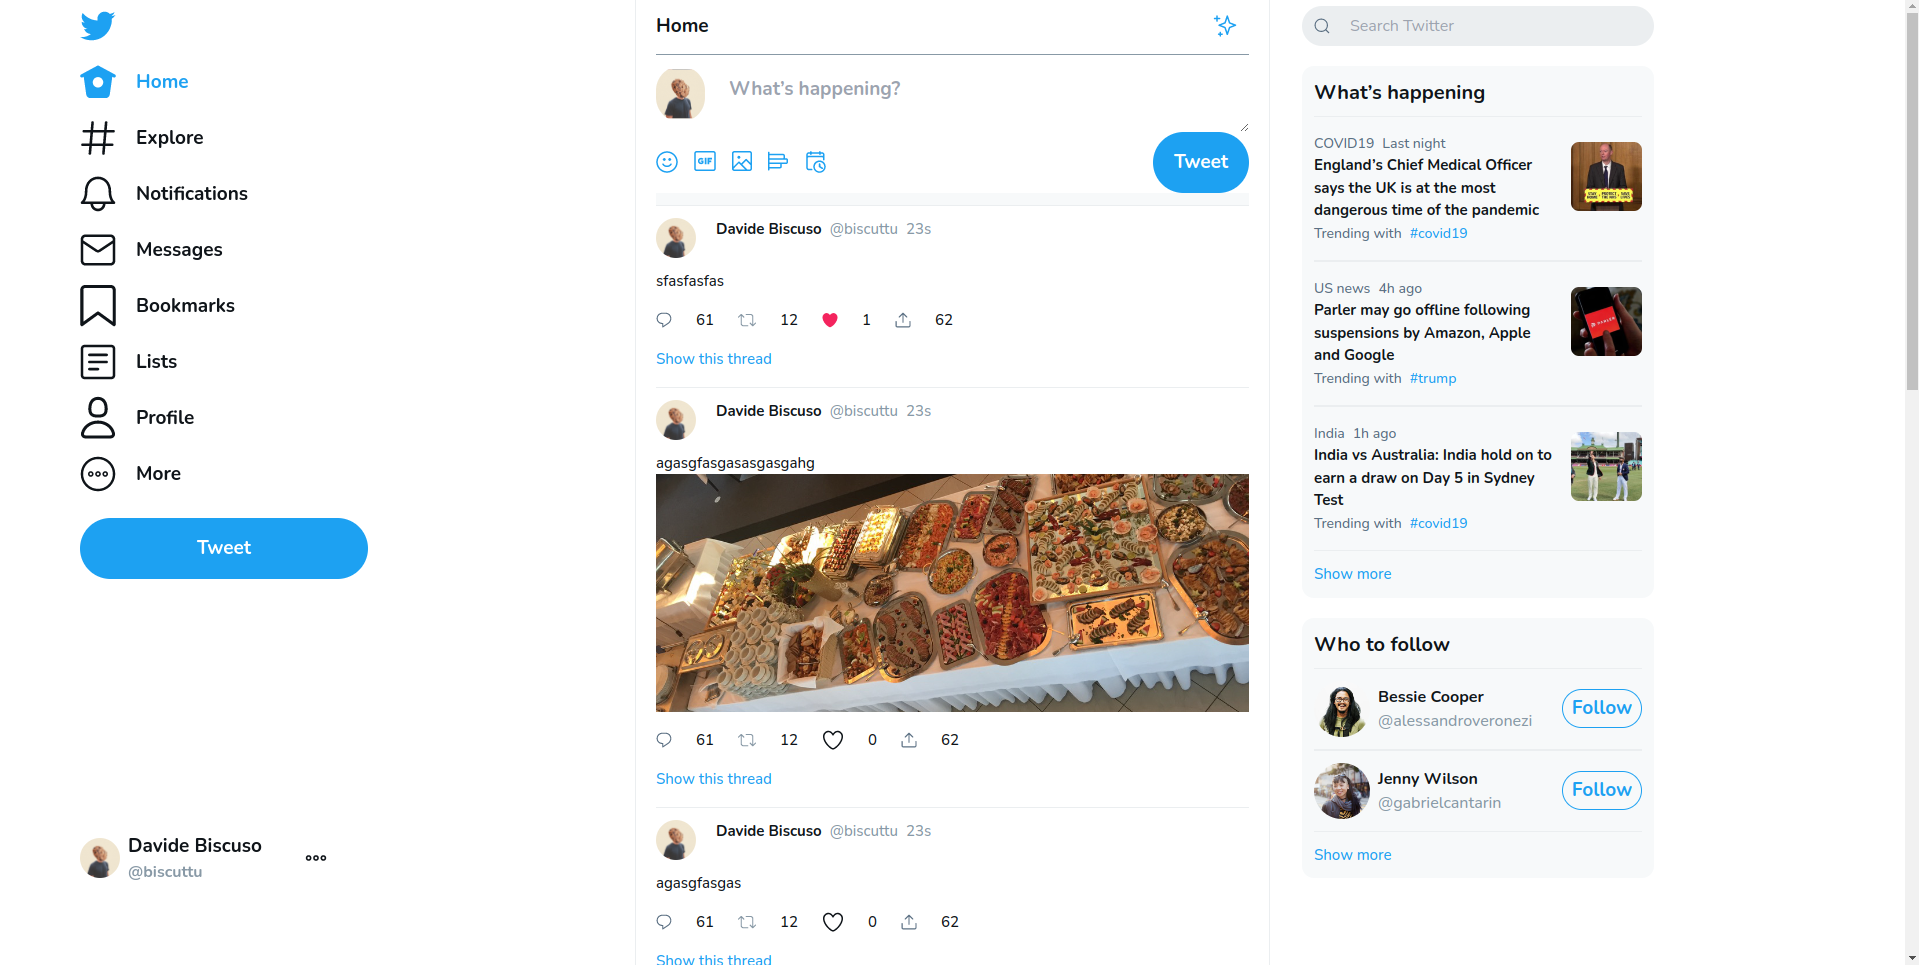 Home
Explore
Notifications
Messages
Bookmarks
Lists
Profile
More
Tweet
Davide Biscuso
@biscuttu
Home
What's happening?
GIF
Tweet
Davide Biscuso @biscuttu 23s
sfasfasfas
61 12 1 62
Show this thread
Davide Biscuso @biscuttu 23s
agasgfasgasasgasgahg
61 12 0 62
Show this thread
Davide Biscuso @biscuttu 23s
agasgfasgas
61 12 0 62
Show this thread
Search Twitter
What's happening
COVID19 Last night
England's Chief Medical Officer
says the UK is at the most
dangerous time of the pandemic
Trending with #covid19
US news 4h ago
Parler may go offline following
suspensions by Amazon, Apple
and Google
Trending with #trump
PARLER
India 1h ago
India vs Australia: India hold on to
earn a draw on Day 5 in Sydney
Test
Trending with #covid19
Show more
Who to follow
Bessie Cooper
@alessandroveronezi
Follow
Jenny Wilson
@gabrielcantarin
Follow
Show more